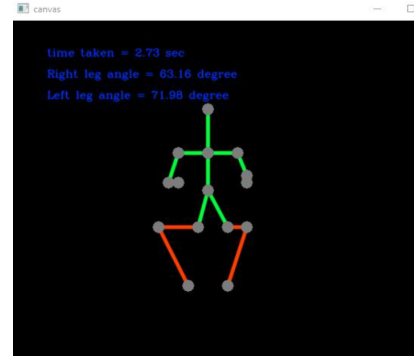 canvas
time taken = 2.73 sec
Right leg angle = 63.16 degree
Left leg angle = 71.98 degree